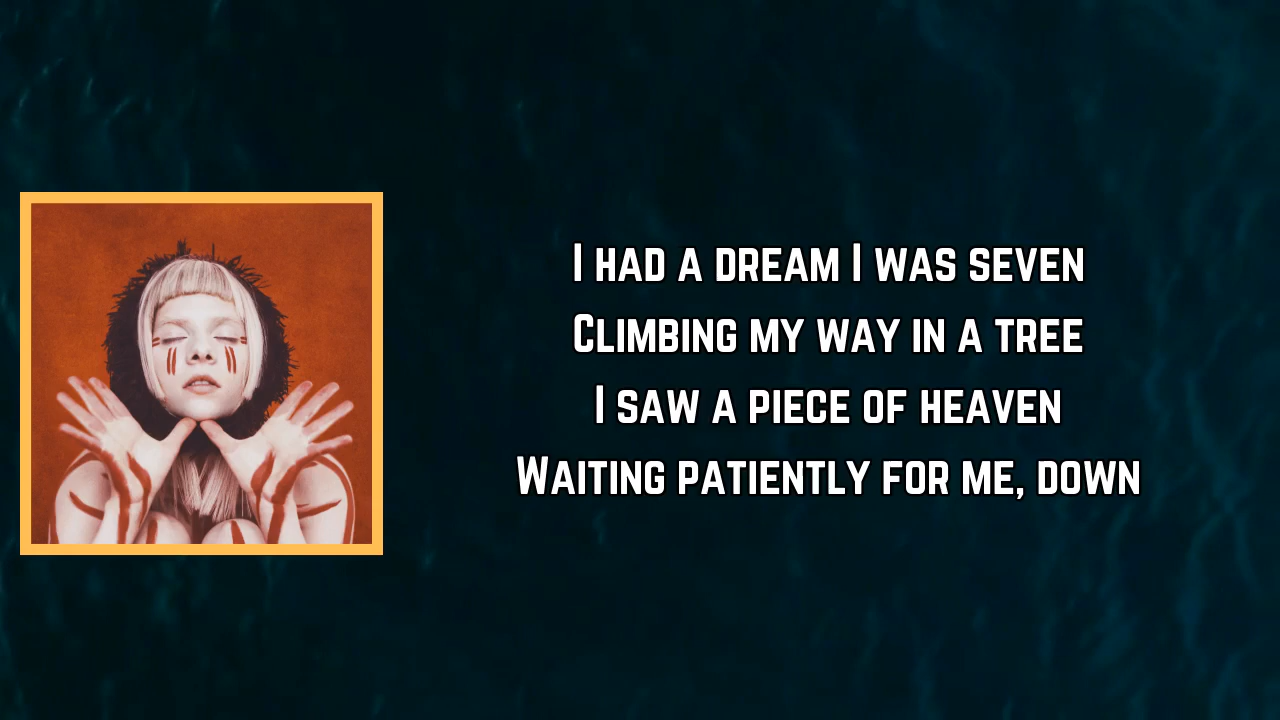 I had a dream I was seven
Climbing my way in a tree
I saw a piece of heaven
Waiting patiently for me, down